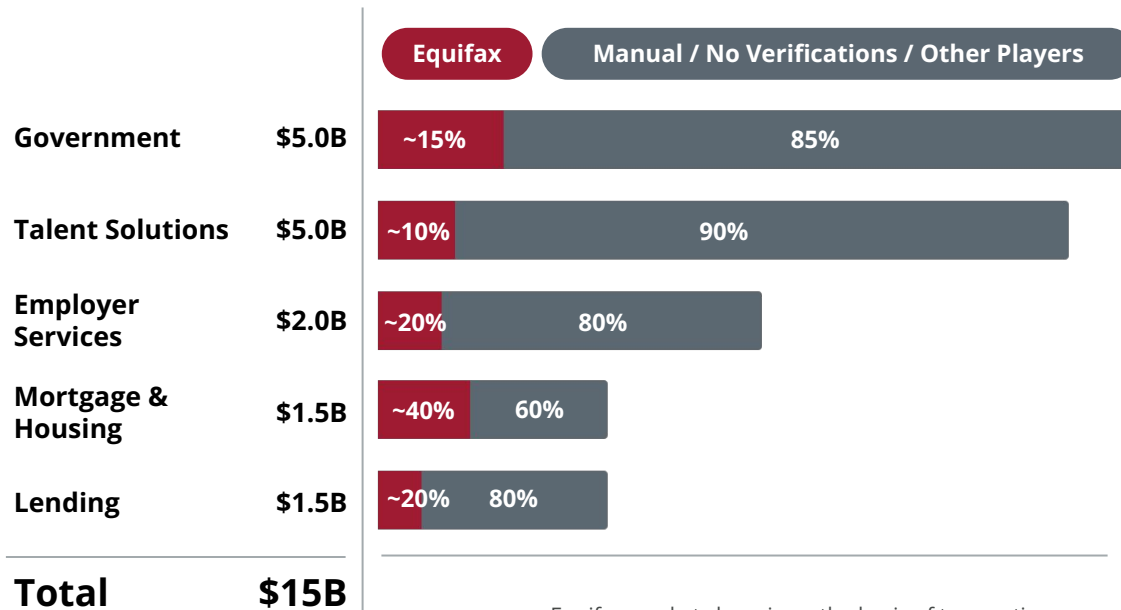 Equifax
Manual / No Verifications / Other Players
Government $5.0B ~15% 85%
Talent Solutions $5.0B ~10% 90%
Employer
Services $2.0B ~20% 80%
Mortgage &
Housing $1.5B ~40% 60%
Lending $1.5B ~20% 80%
Total $15B